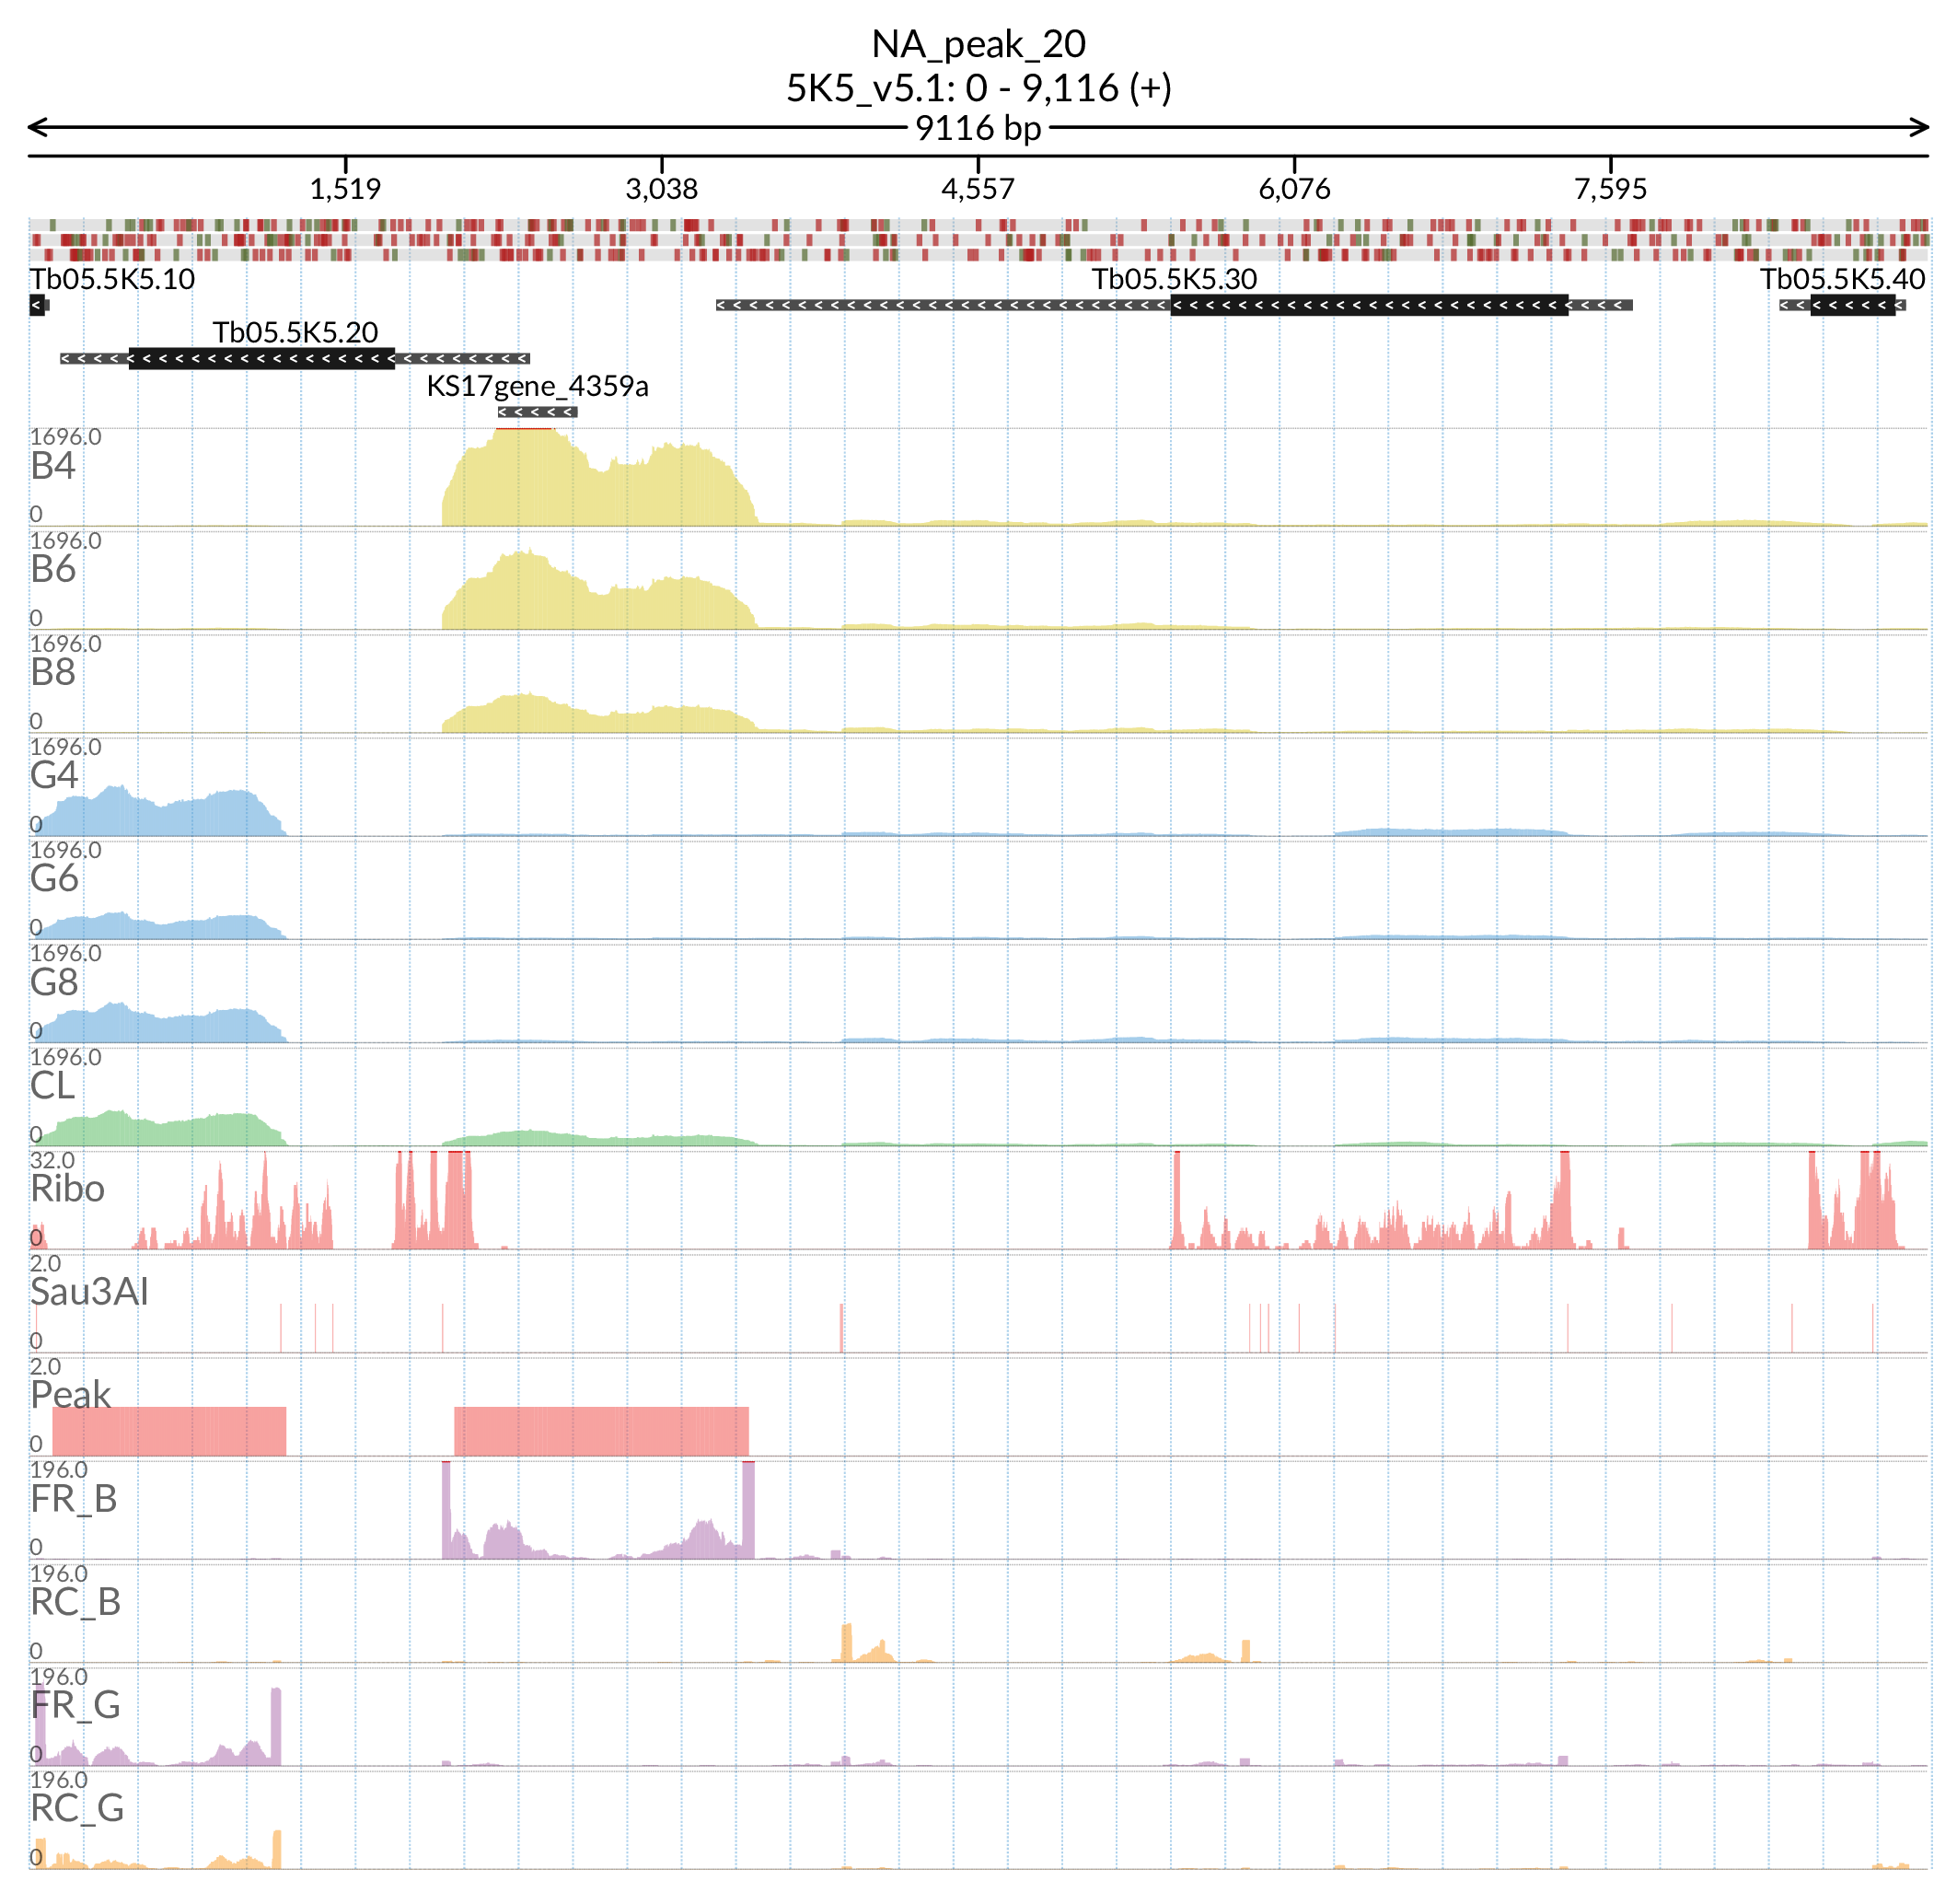 NA_peak_20
5K5_v5.1: 0 - 9,116 (+)
9116 bp
1,519 3,038 4,557 6,076 7,595
Tb05.5K5.10 Tb05.5K5.30 Tb05.5K5.40
Tb05.5K5.20
KS17gene_4359a
1696.0
B4
0
1696.0
B6
0
1696.0
B8
0
1696.0
G4
0
1696.0
G6
0
1696.0
G8
0
1696.0
CL
0
32.0
Ribo
0
2.0
Sau3AI
0
2.0
Peak
0
196.0
FR_B
0
196.0
RC_B
0
196.0
FR_G
0
196.0
RC_G
0